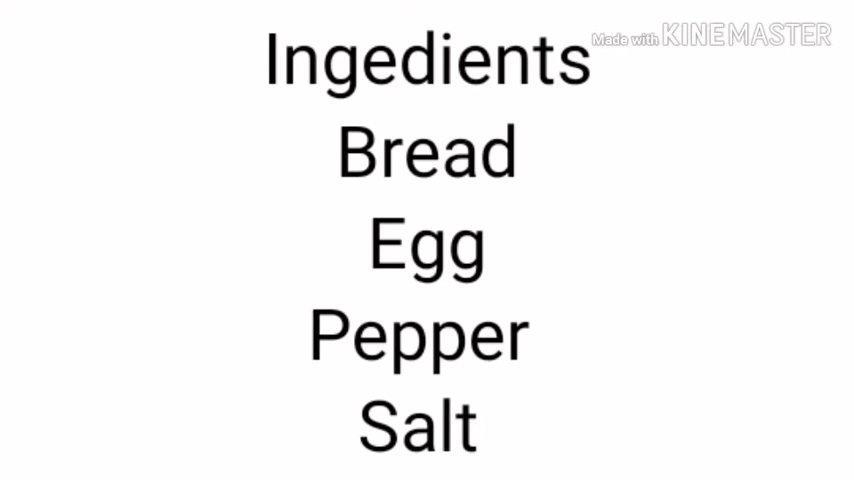 Made with KINEMASTER
Ingedients
Bread
Egg
Pepper
Salt